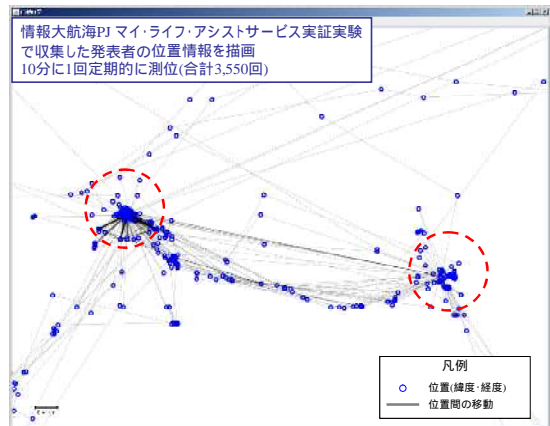 情報大航海PJ マイ・ライフ・アシストサービス実証実験
で収集した発表者の位置情報を描画
10分に1回定期的に測位(合計3,550回)
凡例
位置(緯度・経度)
位置間の移動